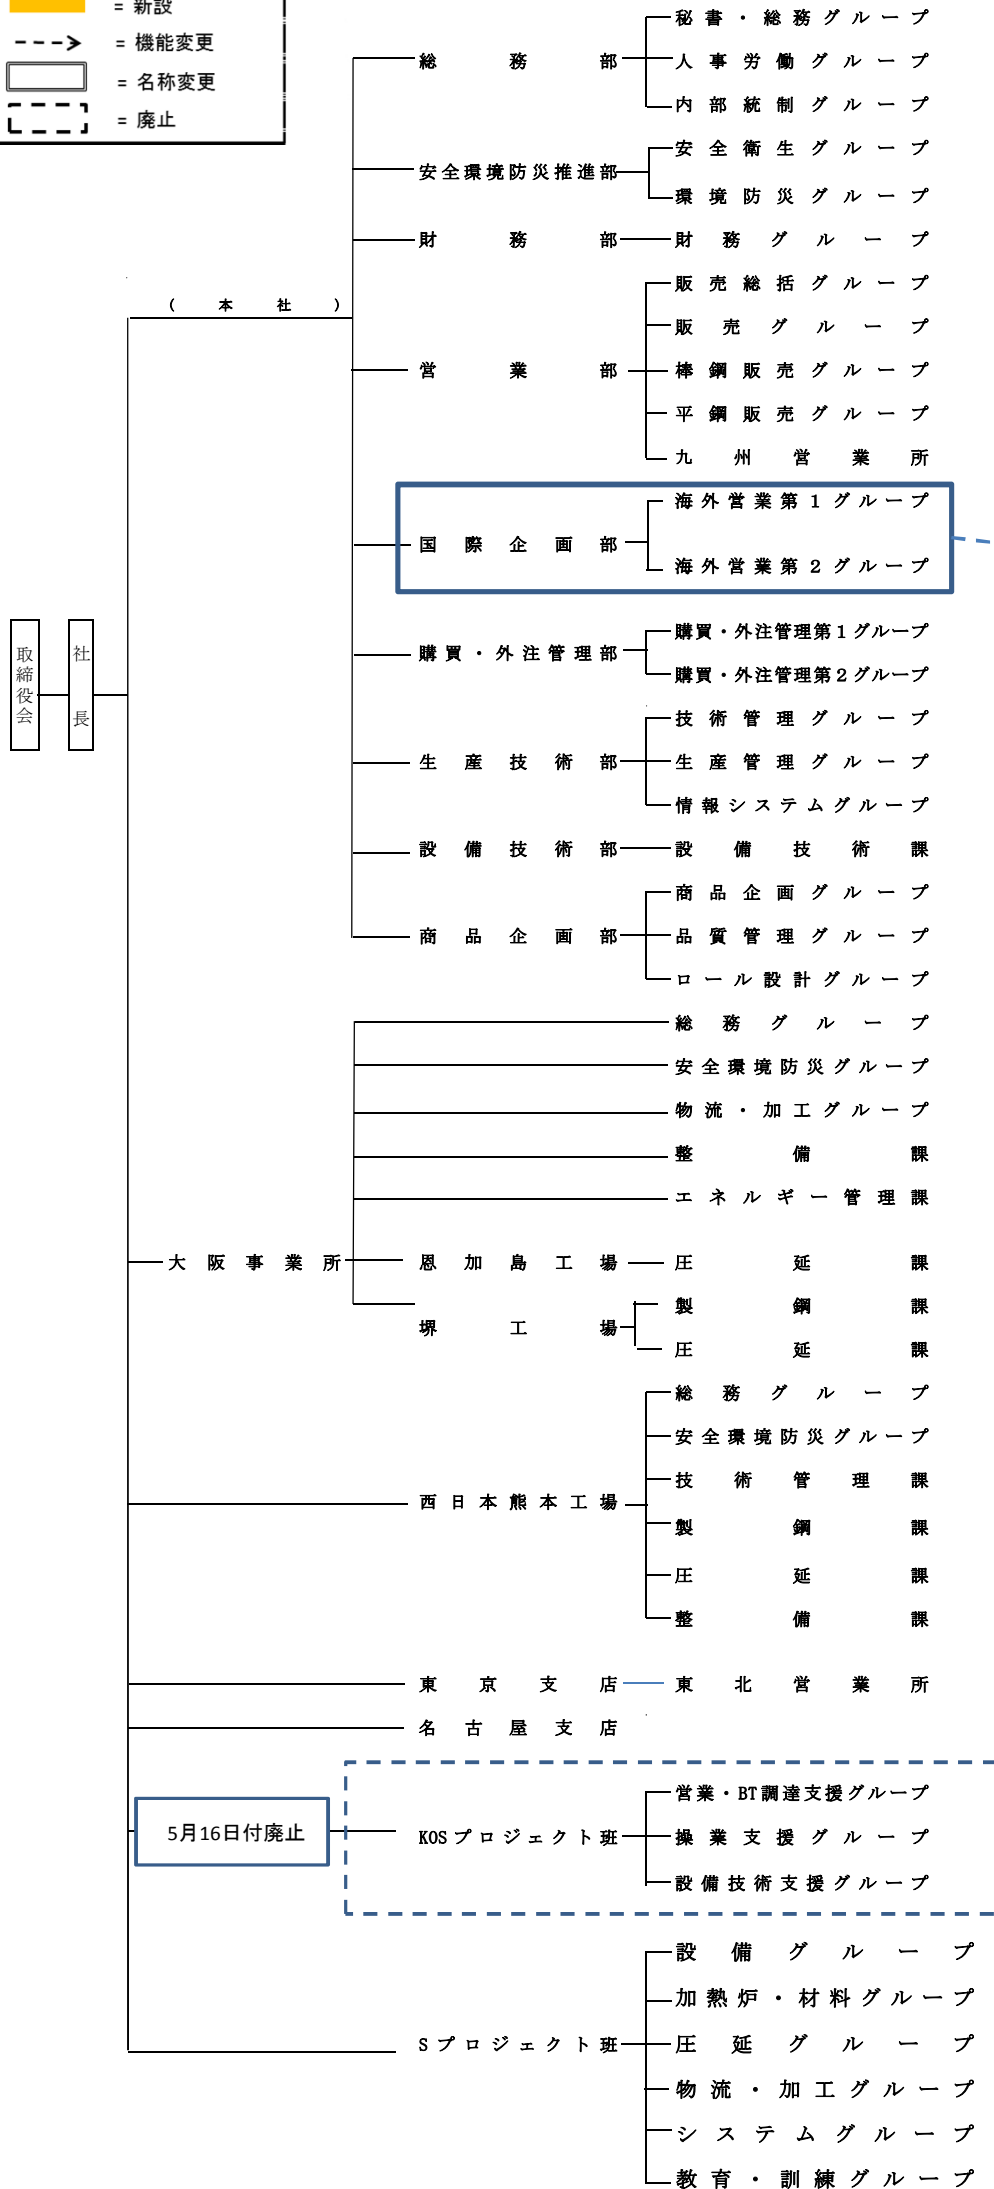 = 新設
= 機能変更
= 名称変更
= 廃止
取締役会
社長
(本社)
総務部
秘書・総務グループ
人事労働グループ
内部統制グループ
安全環境防災推進部
安全衛生グループ
環境防災グループ
財務部
財務グループ
営業部
販売総括グループ
販売グループ
棒鋼販売グループ
平鋼販売グループ
九州営業所
国際企画部
海外営業第1グループ
海外営業第2グループ
購買・外注管理部
購買・外注管理第1グループ
購買・外注管理第2グループ
生産技術部
技術管理グループ
生産管理グループ
情報システムグループ
設備技術部
設備技術課
商品企画部
商品企画グループ
品質管理グループ
ロール設計グループ
大阪事業所
総務グループ
安全環境防災グループ
物流・加工グループ
整備課
エネルギー管理課
恩加島工場
圧延課
堺工場
製鋼課
圧延課
西日本熊本工場
総務グループ
安全環境防災グループ
技術管理課
製鋼課
圧延課
整備課
東京支店
東北営業所
名古屋支店
5月16日付廃止
KOSプロジェクト班
営業・BT調達支援グループ
操業支援グループ
設備技術支援グループ
Sプロジェクト班
設備グループ
加熱炉・材料グループ
圧延グループ
物流・加工グループ
システムグループ
教育・訓練グループ